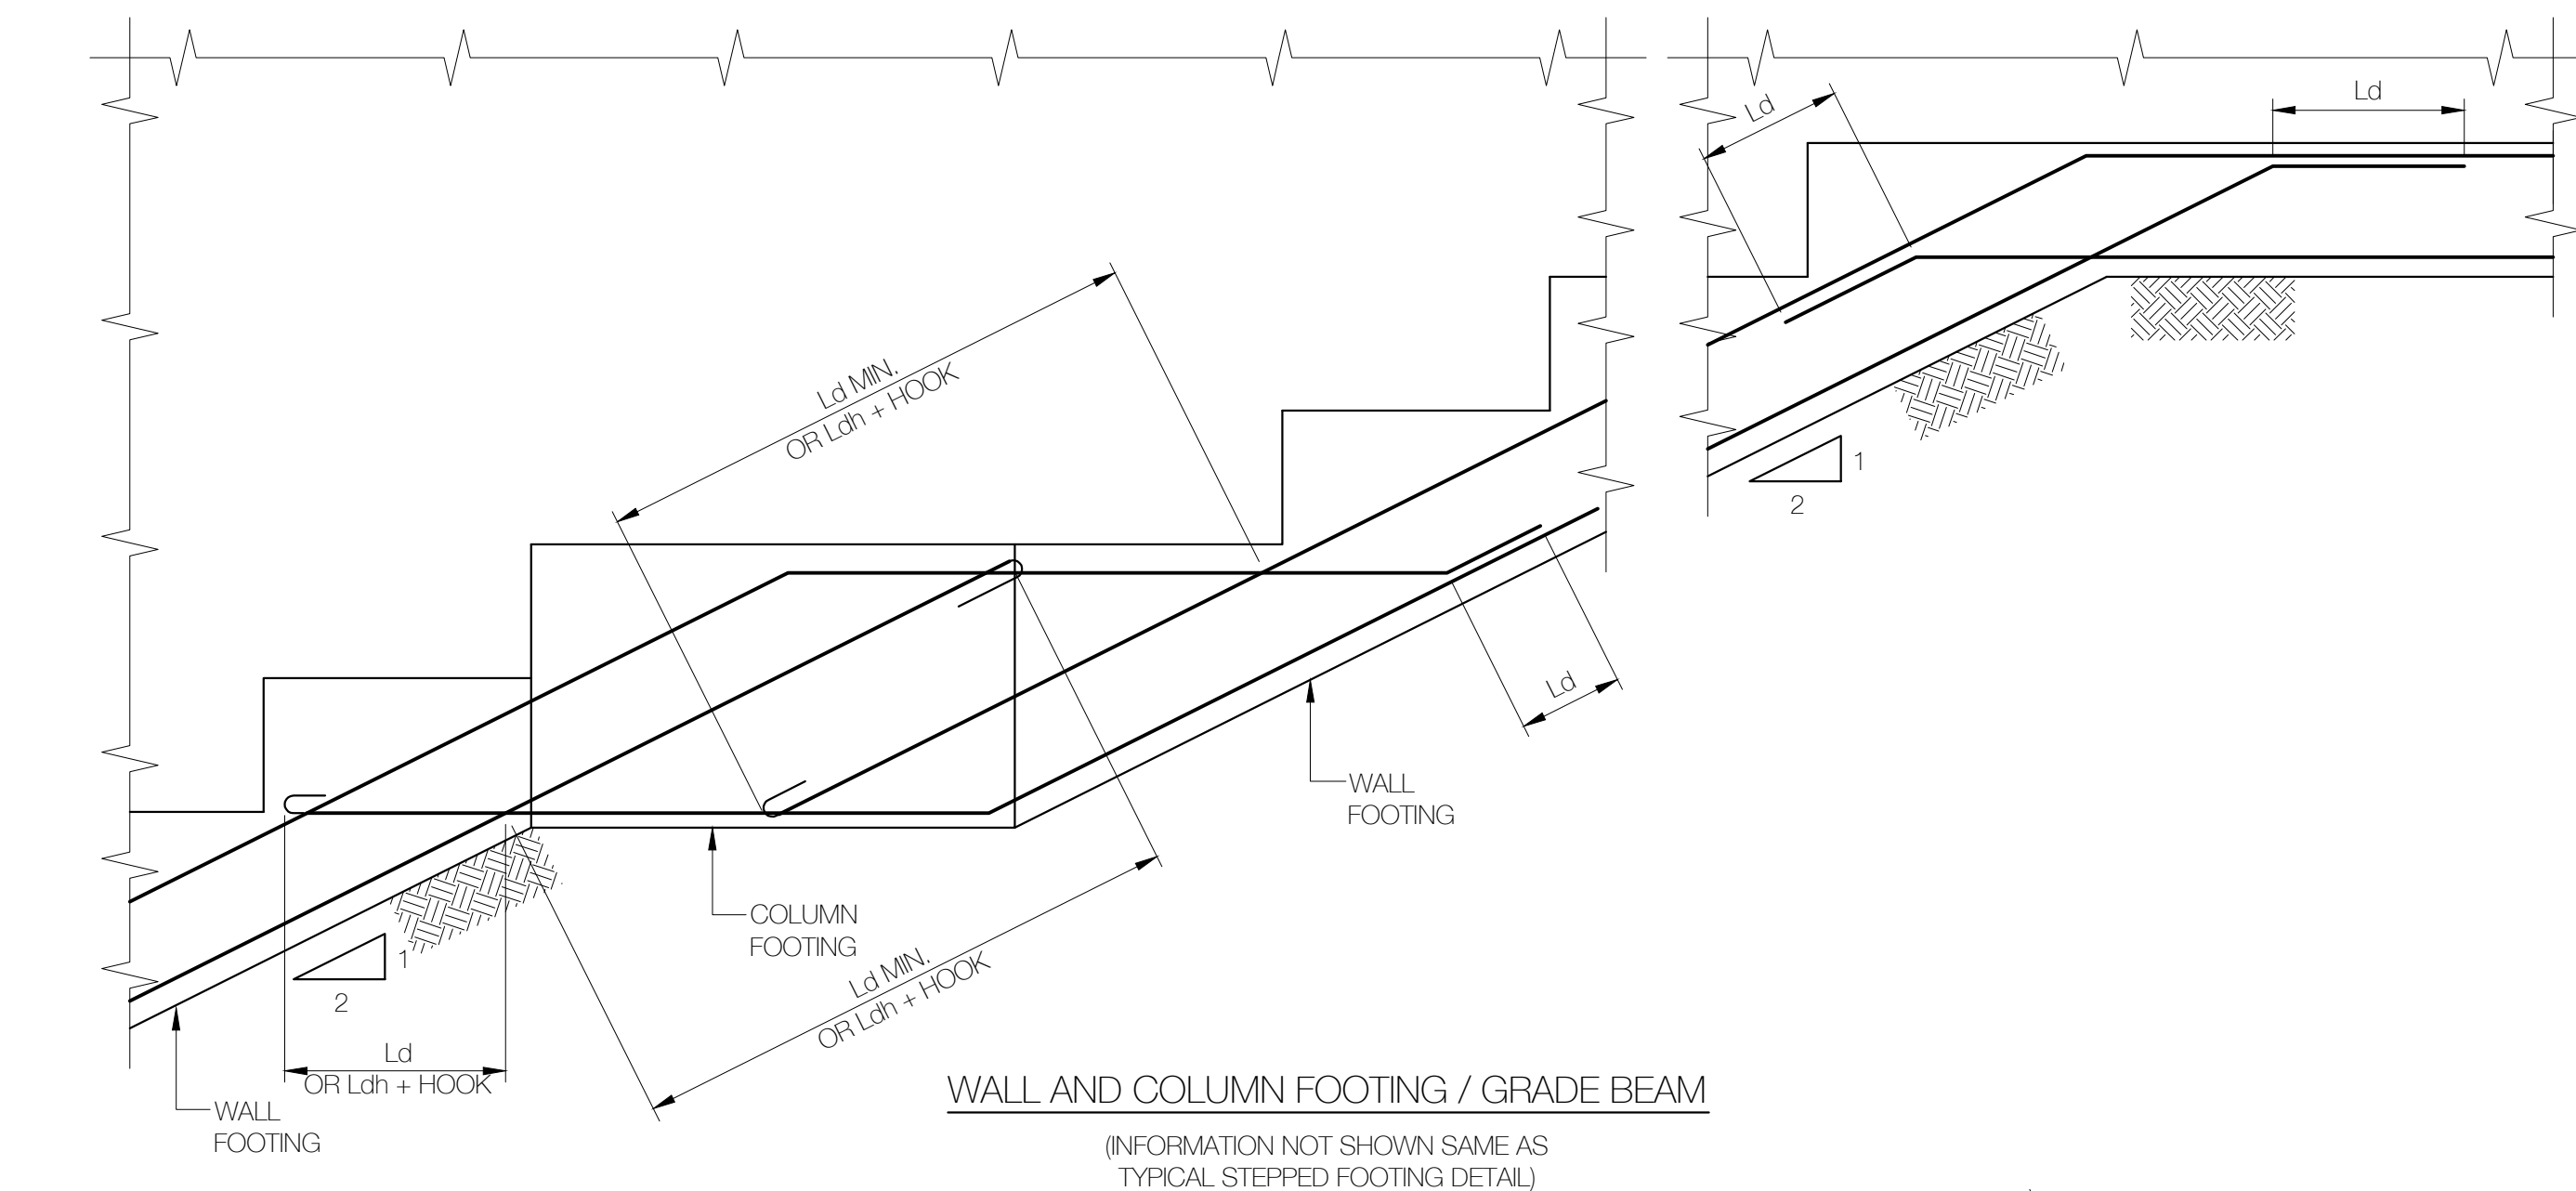 Ld
Ld
Ld MIN.
OR Ldh + HOOK
1
2
Ld
WALL
FOOTING
COLUMN
FOOTING
1
2
Ld MIN.
OR Ldh + HOOK
Ld
OR Ldh + HOOK
WALL
FOOTING
WALL AND COLUMN FOOTING / GRADE BEAM
(INFORMATION NOT SHOWN SAME AS
TYPICAL STEPPED FOOTING DETAIL)